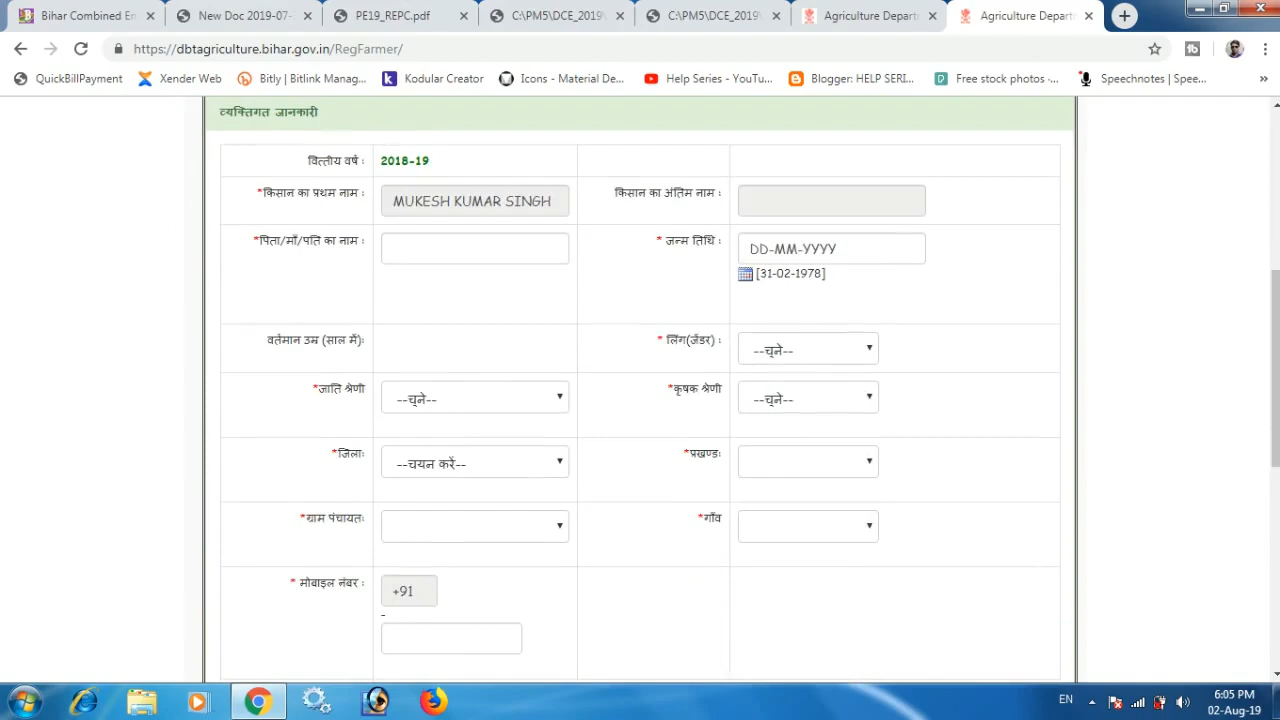 Bihar Combined En
New Doc 2019-07-
PE19_REPC.pdf
C:\PM5\DCE_2019\
C:\PM5\DCE_2019
Agriculture Depart
Agriculture Depart
https://dbtagriculture.bihar.gov.in/RegFarmer/
QuickBillPayment
Xender Web
Bitly | Bitlink Manag...
Kodular Creator
Icons - Material De...
Help Series - YouTu...
Blogger: HELP SERI...
Free stock photos -...
Speechnotes | Spee...
»
व्यक्तिगत जानकारी
वित्तीय वर्ष : 2018-19
*किसान का प्रथम नाम : MUKESH KUMAR SINGH किसान का अंतिम नाम :
*पिता/माँ/पति का नाम : * जन्म तिथि : DD-MM-YYYY
[31-02-1978]
वर्तमान उम्र (साल में): * लिंग(जेंडर) : --चुने--
*जाति श्रेणी --चुने-- *कृषक श्रेणी --चुने--
*जिला: --चयन करें-- *प्रखण्ड:
*ग्राम पंचायत: *गाँव
* मोबाइल नंबर : +91
-
EN
6:05 PM
02-Aug-19